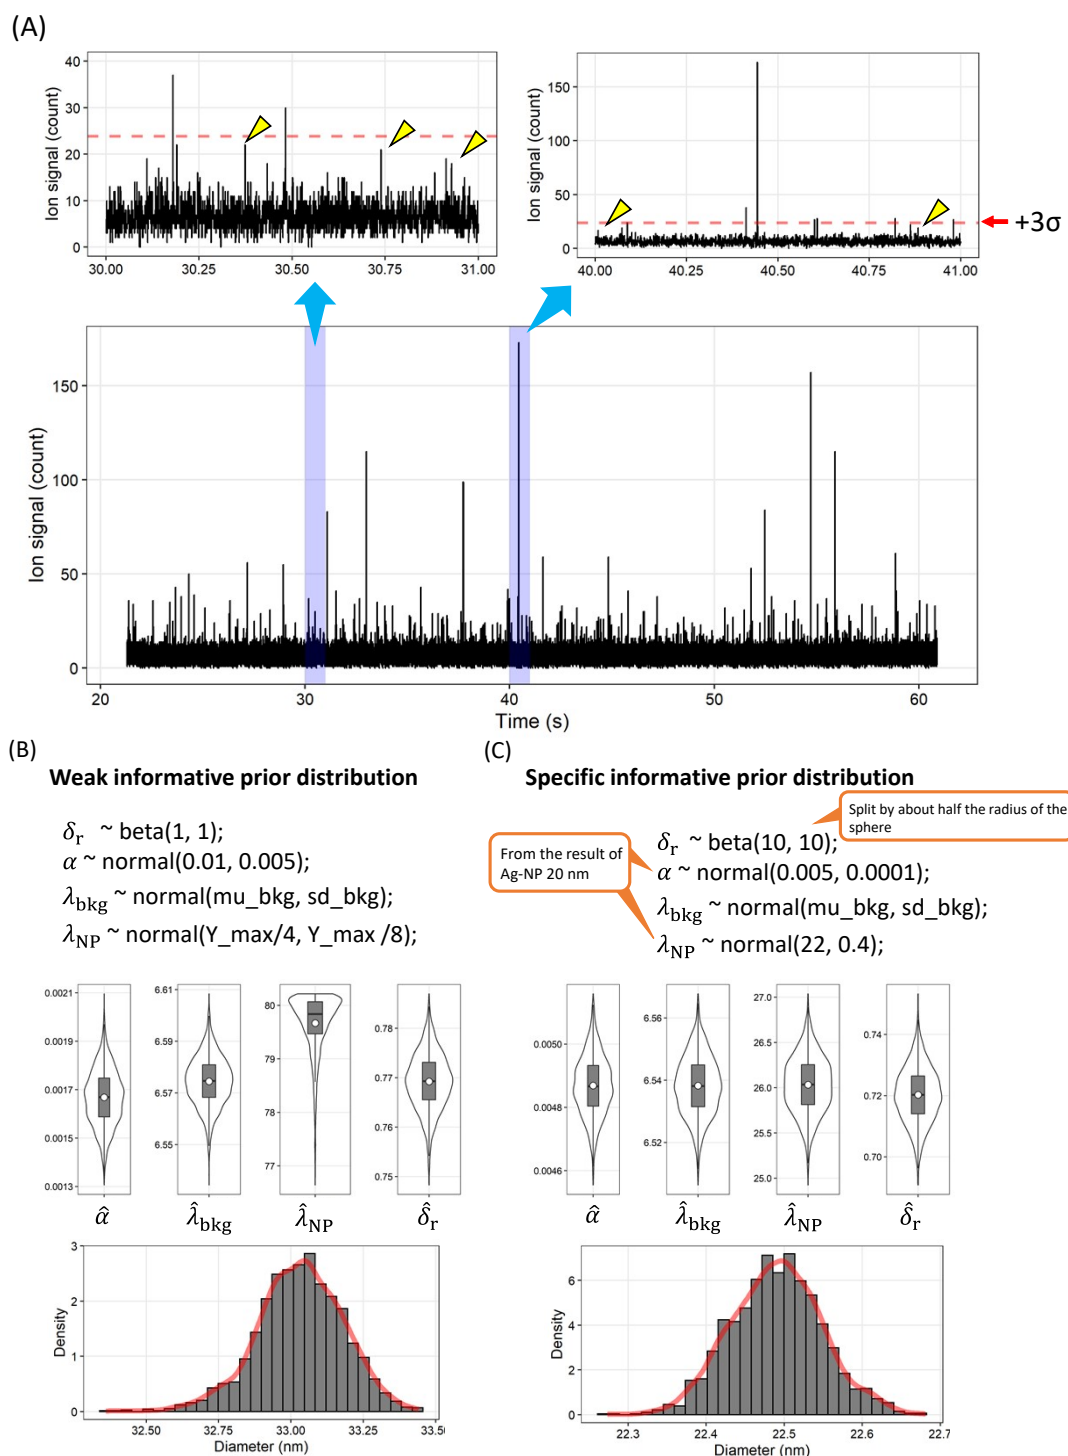 (A)
Ion signal (count)
40
30
20
10
0
30.00 30.25 30.50 30.75 31.00
Ion signal (count)
150
100
50
0
40.00 40.25 40.50 40.75 41.00
+3σ
Ion signal (count)
150
100
50
0
20 30 40 50 60
Time (s)
(B)
Weak informative prior distribution
δr ~ beta(1, 1);
α ~ normal(0.01, 0.005);
λbkg ~ normal(mu_bkg, sd_bkg);
λNP ~ normal(Y_max/4, Y_max /8);
0.0021
0.0019
0.0017
0.0015
0.0013
α̂
6.61
6.59
6.57
6.55
λ̂bkg
80
79
78
77
λ̂NP
0.78
0.77
0.76
0.75
δ̂r
Density
3
2
1
0
32.50 32.75 33.00 33.25 33.50
Diameter (nm)
(C)
Specific informative prior distribution
Split by about half the radius of the
sphere
From the result of
Ag-NP 20 nm
δr ~ beta(10, 10);
α ~ normal(0.005, 0.0001);
λbkg ~ normal(mu_bkg, sd_bkg);
λNP ~ normal(22, 0.4);
0.0050
0.0048
0.0046
α̂
6.56
6.54
6.52
λ̂bkg
27.0
26.5
26.0
25.5
25.0
λ̂NP
0.74
0.72
0.70
δ̂r
Density
6
4
2
0
22.3 22.4 22.5 22.6 22.7
Diameter (nm)